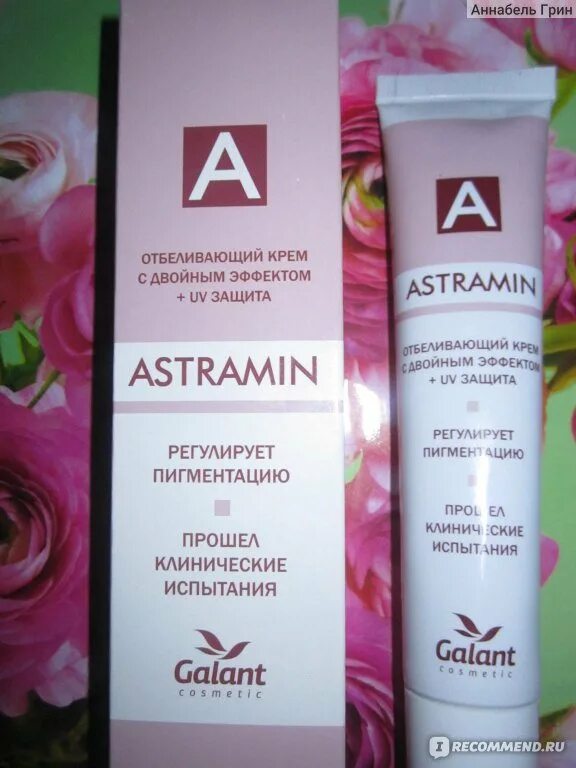 Аннабель Грин
A
ОТБЕЛИВАЮЩИЙ КРЕМ
С ДВОЙНЫМ ЭФФЕКТОМ
+ UV ЗАЩИТА
ASTRAMIN
РЕГУЛИРУЕТ
ПИГМЕНТАЦИЮ
ПРОШЕЛ
КЛИНИЧЕСКИЕ
ИСПЫТАНИЯ
Galant
cosmetic
A
ASTRAMIN
ОТБЕЛИВАЮЩИЙ КРЕМ
С ДВОЙНЫМ ЭФФЕКТОМ
+ UV ЗАЩИТА
РЕГУЛИРУЕТ
ПИГМЕНТАЦИЮ
ПРОШЕЛ
КЛИНИЧЕСКИЕ
ИСПЫТАНИЯ
Galant
cosmetic
IRECOMMEND.RU